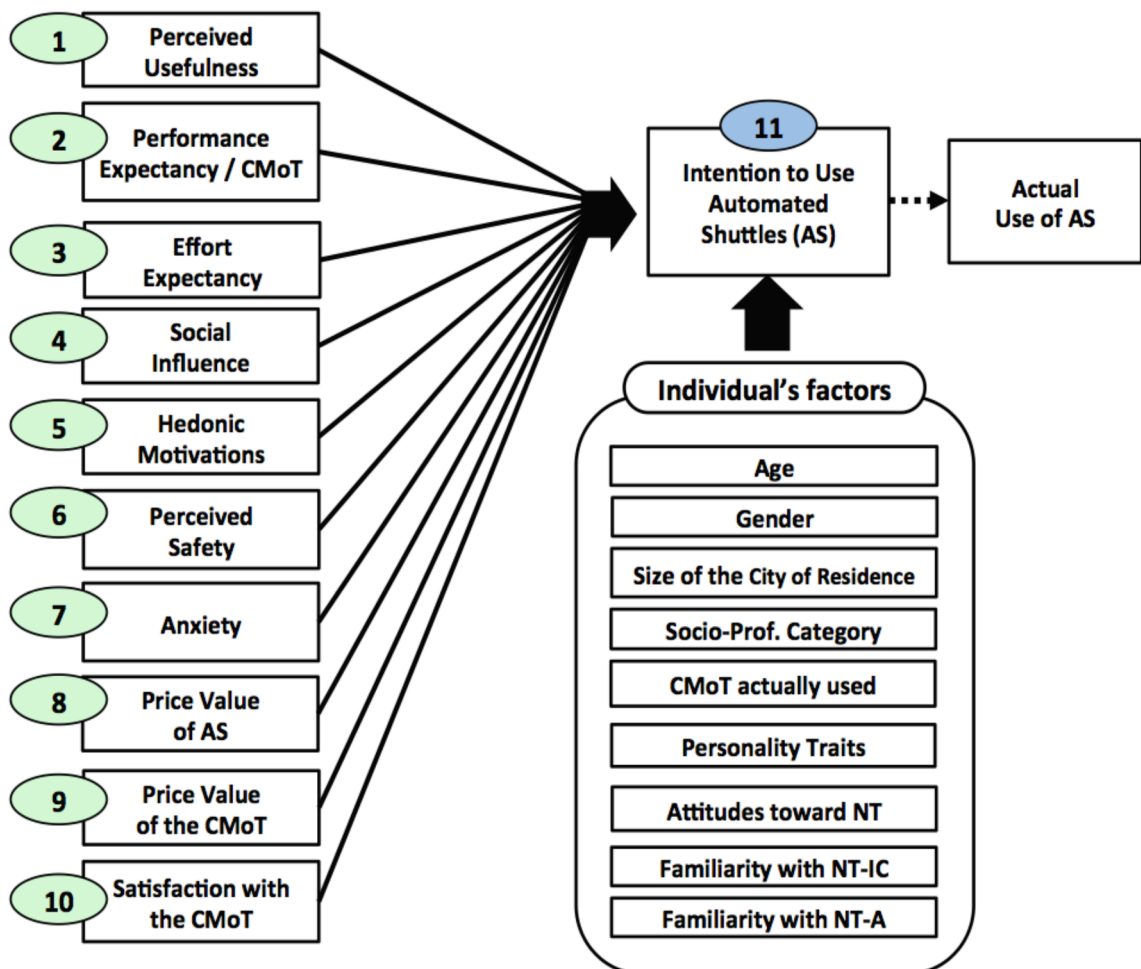 1
Perceived
Usefulness
2
Performance
Expectancy / CMoT
3
Effort
Expectancy
4
Social
Influence
5
Hedonic
Motivations
6
Perceived
Safety
7
Anxiety
8
Price Value
of AS
9
Price Value
of the CMoT
10
Satisfaction with
the CMoT
11
Intention to Use
Automated
Shuttles (AS)
Actual
Use of AS
Individual's factors
Age
Gender
Size of the City of Residence
Socio-Prof. Category
CMoT actually used
Personality Traits
Attitudes toward NT
Familiarity with NT-IC
Familiarity with NT-A